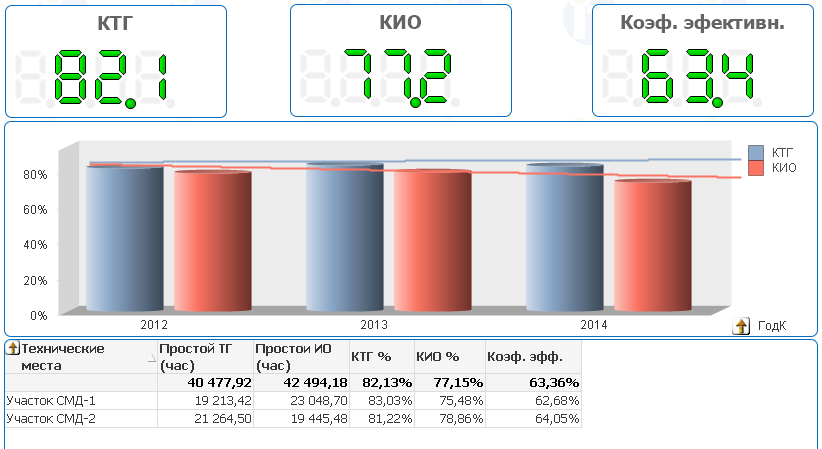 КТГ
КИО
Коэф. эфективн.
82.1
77.2
63.4
КТГ
КИО
80%
60%
40%
20%
0%
2012
2013
2014
ГодК
Технические места
Простой ТГ (час)
Простои ИО (час)
КТГ %
КИО %
Коэф. эфф.
40 477,92 42 494,18 82,13% 77,15% 63,36%
Участок СМД-1 19 213,42 23 048,70 83,03% 75,48% 62,68%
Участок СМД-2 21 264,50 19 445,48 81,22% 78,86% 64,05%